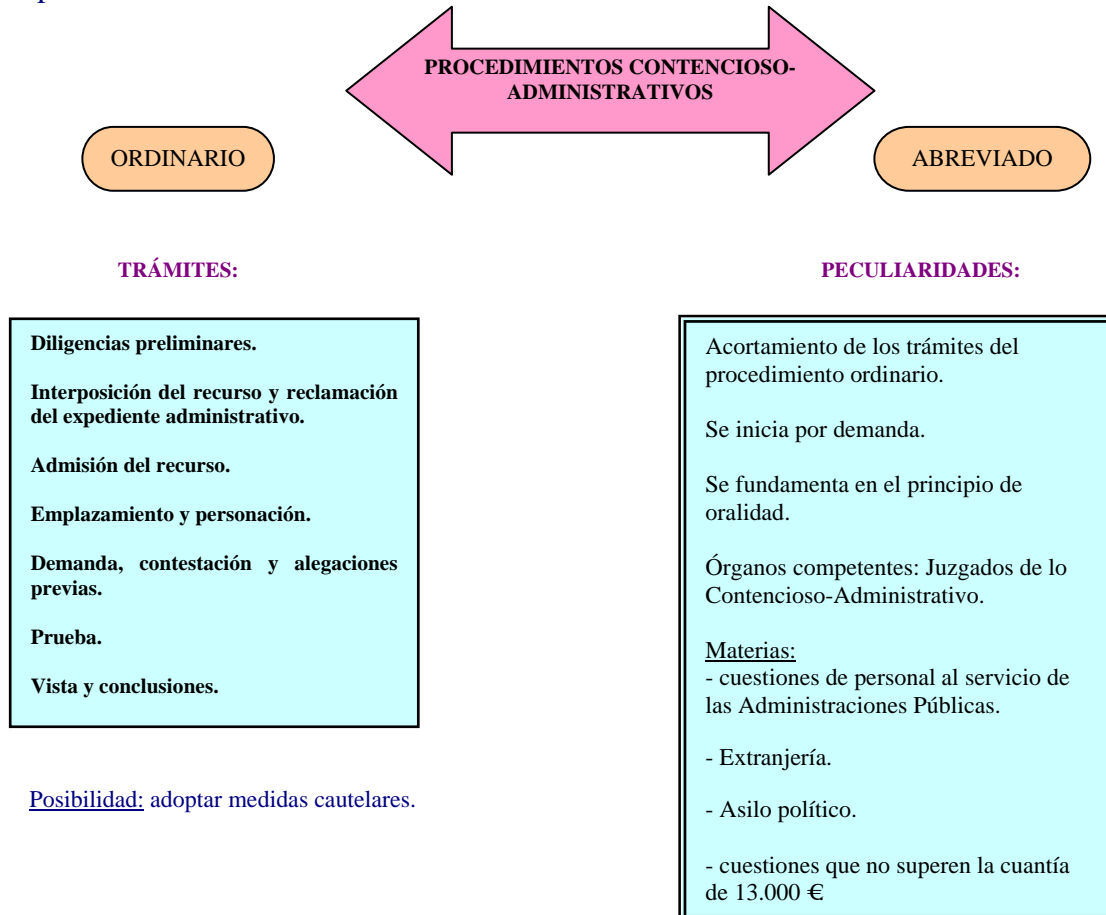 PROCEDIMIENTOS CONTENCIOSO-
ADMINISTRATIVOS
ORDINARIO
ABREVIADO
TRÁMITES:
Diligencias preliminares.
Interposición del recurso y reclamación
del expediente administrativo.
Admisión del recurso.
Emplazamiento y personación.
Demanda, contestación y alegaciones
previas.
Prueba.
Vista y conclusiones.
Posibilidad: adoptar medidas cautelares.
PECULIARIDADES:
Acortamiento de los trámites del
procedimiento ordinario.
Se inicia por demanda.
Se fundamenta en el principio de
oralidad.
Órganos competentes: Juzgados de lo
Contencioso-Administrativo.
Materias:
- cuestiones de personal al servicio de
las Administraciones Públicas.
- Extranjería.
- Asilo político.
- cuestiones que no superen la cuantía
de 13.000 €